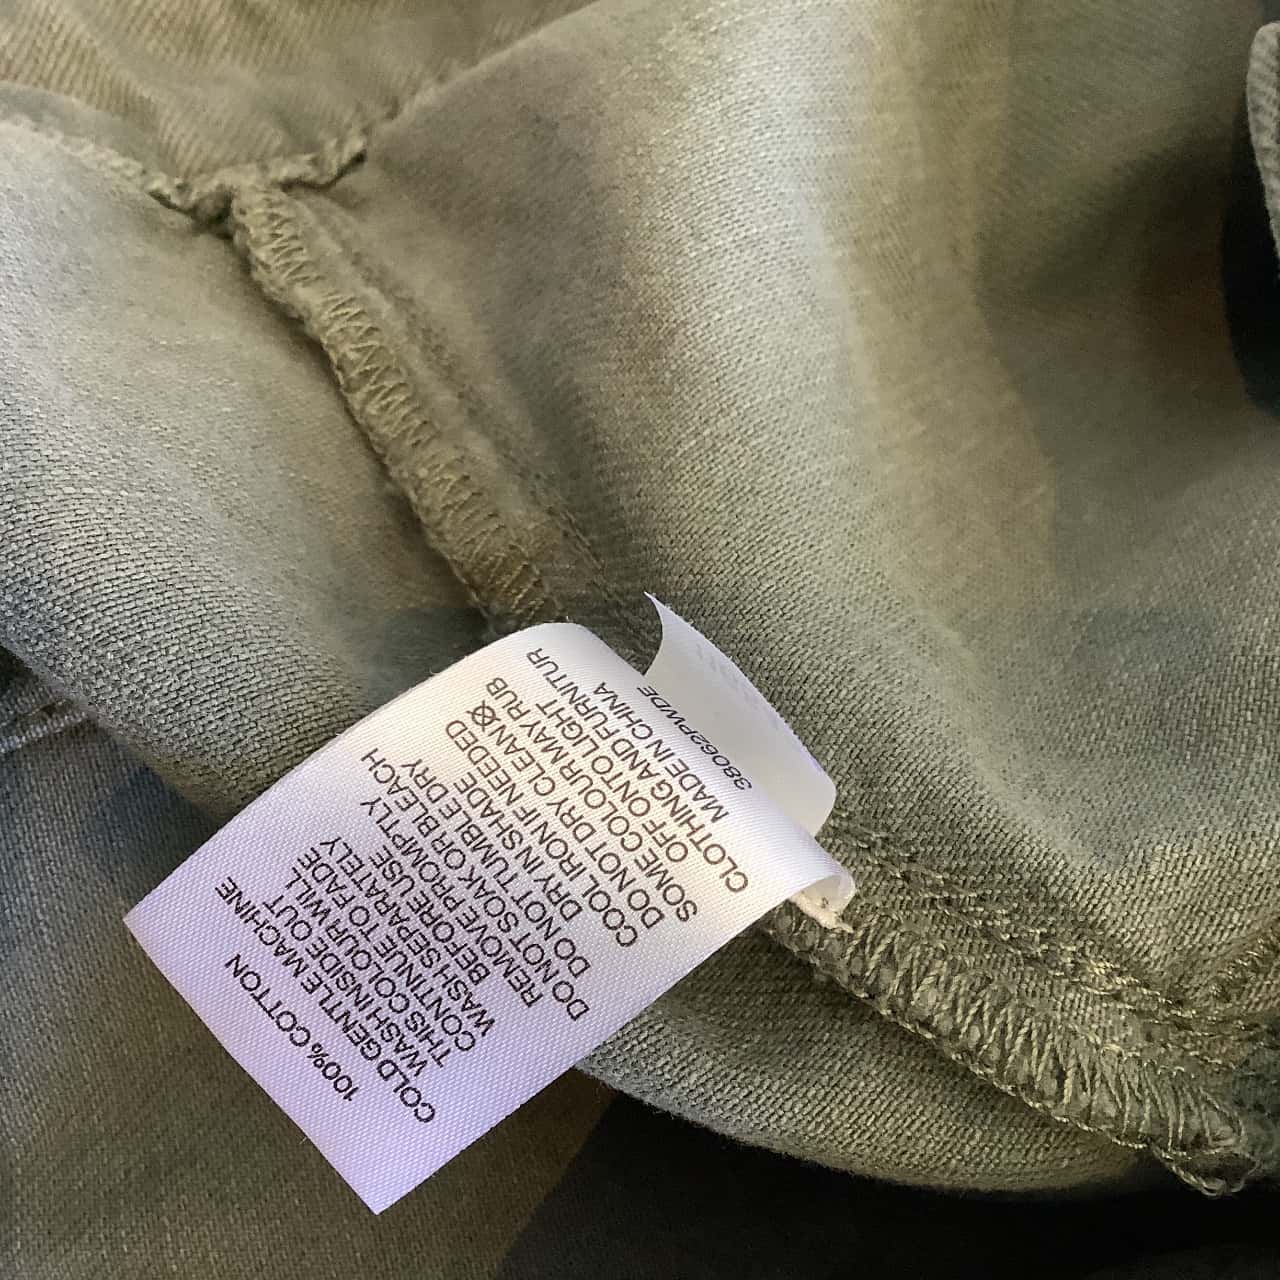 100% COTTON
COLD GENTLE MACHINE
WASH INSIDE OUT
THIS COLOUR WILL
CONTINUE TO FADE
WASH SEPARATELY
BEFORE USE
REMOVE PROMPTLY
DO NOT SOAK OR BLEACH
DO NOT TUMBLE DRY
DRY IN SHADE
COOL IRON IF NEEDED
DO NOT DRY CLEAN
SOME COLOUR MAY RUB
OFF ONTO LIGHT
CLOTHING AND FURNITUR
MADE IN CHINA
38062PWDE